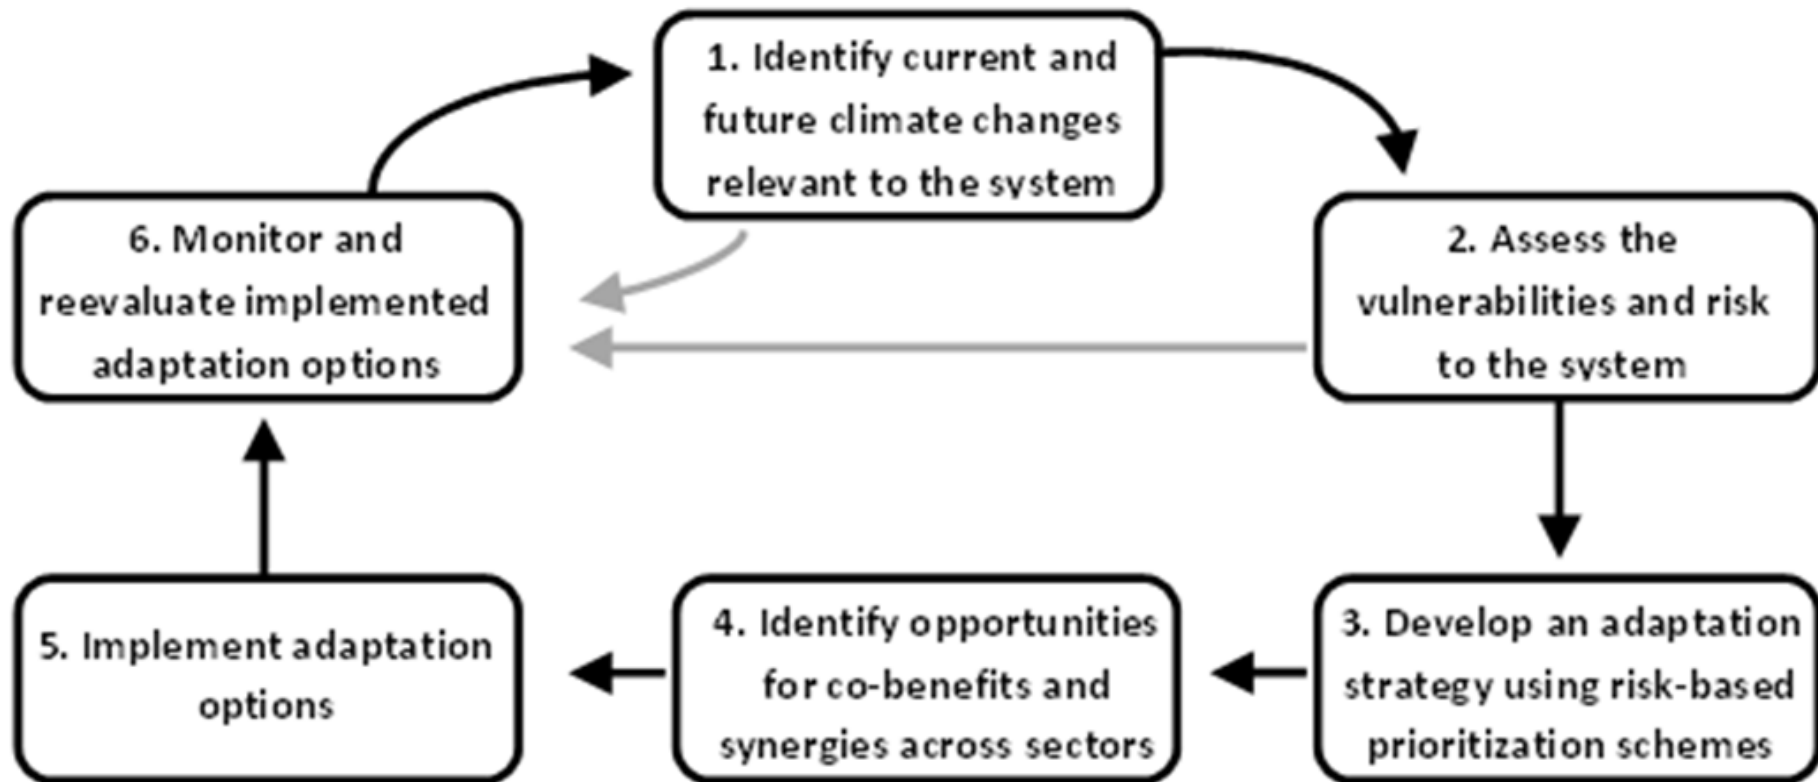 1. Identify current and
future climate changes
relevant to the system
2. Assess the
vulnerabilities and risk
to the system
3. Develop an adaptation
strategy using risk-based
prioritization schemes
4. Identify opportunities
for co-benefits and
synergies across sectors
5. Implement adaptation
options
6. Monitor and
reevaluate implemented
adaptation options